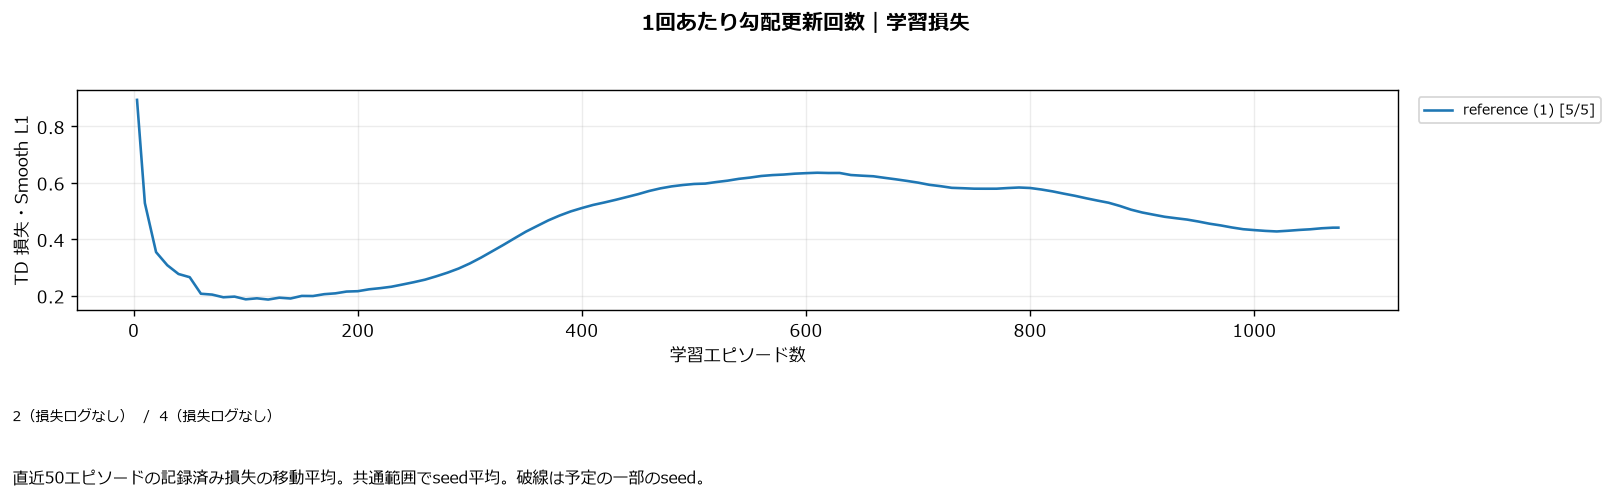 1回あたり勾配更新回数｜学習損失
TD 損失・Smooth L1
0.8
0.6
0.4
0.2
0
200
400
600
800
1000
学習エピソード数
reference (1) [5/5]
2（損失ログなし） / 4（損失ログなし）
直近50エピソードの記録済み損失の移動平均。共通範囲でseed平均。破線は予定の一部のseed。